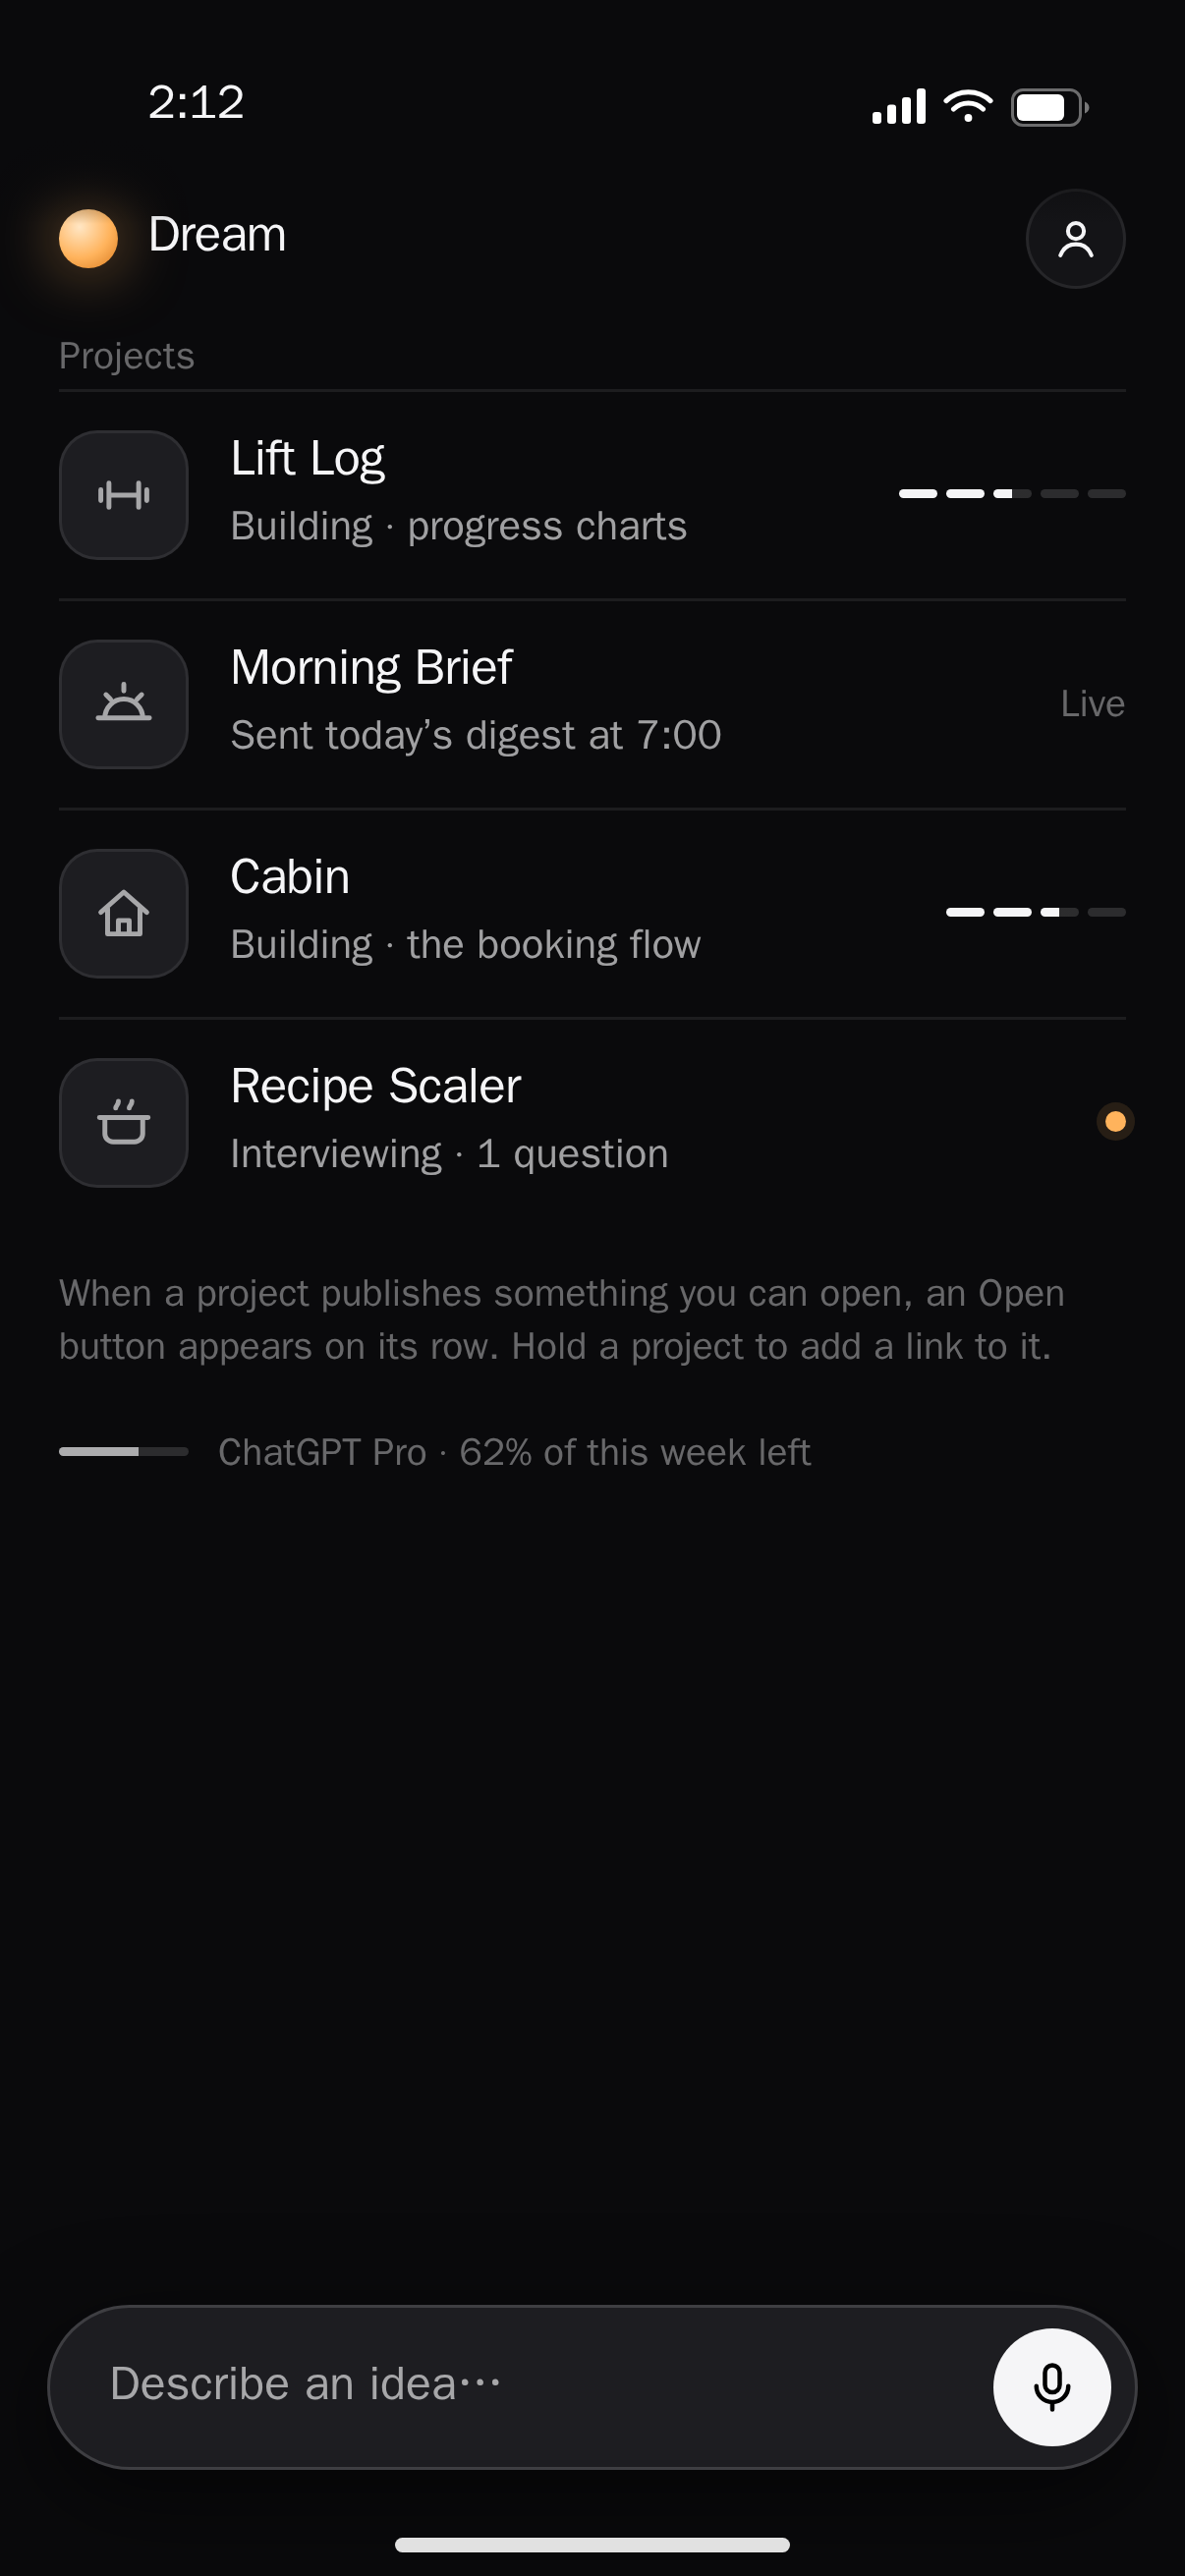 2:12
Dream
Projects
Lift Log
Building · progress charts
Morning Brief
Sent today’s digest at 7:00
Live
Cabin
Building · the booking flow
Recipe Scaler
Interviewing · 1 question
When a project publishes something you can open, an Open
button appears on its row. Hold a project to add a link to it.
ChatGPT Pro · 62% of this week left
Describe an idea…